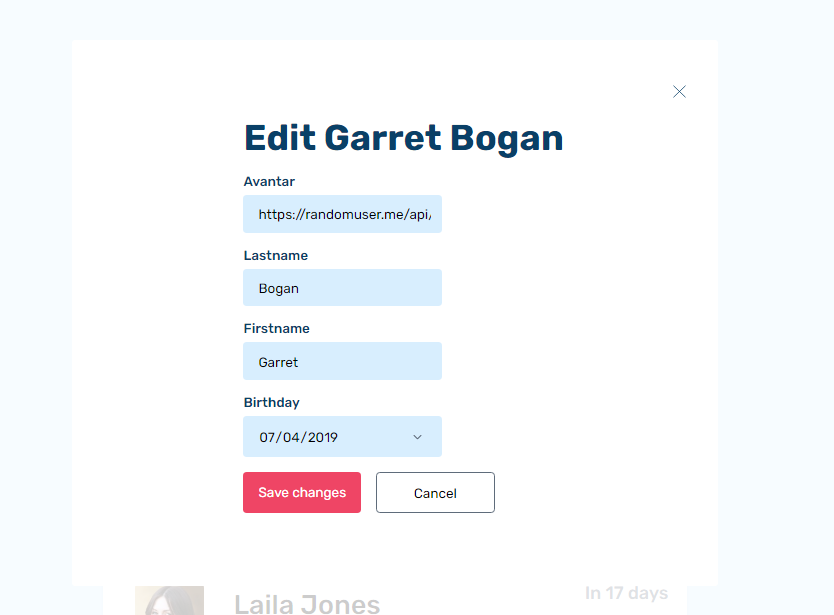 Edit Garret Bogan
Avantar
https://randomuser.me/api/
Lastname
Bogan
Firstname
Garret
Birthday
07/04/2019
Save changes
Cancel
Laila Jones
In 17 days